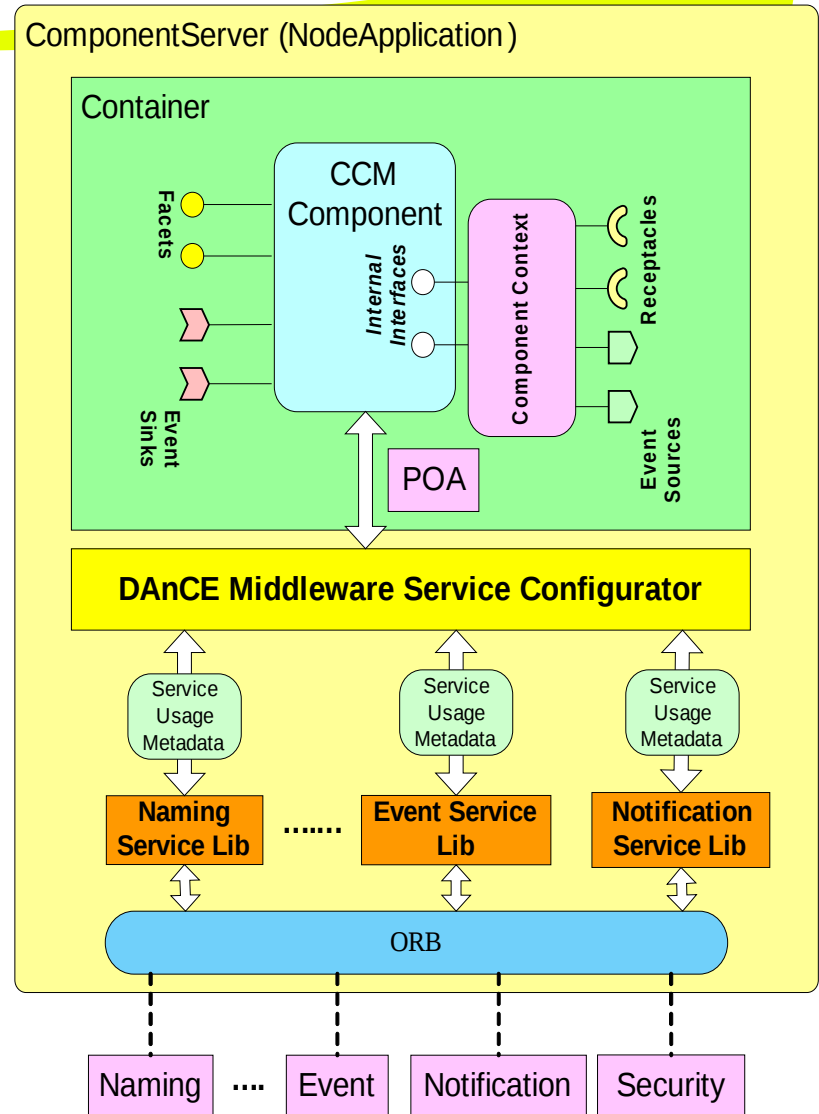 ComponentServer (NodeApplication)
Container
CCM
Component
Facets
Internal
Interfaces
Component Context
Receptacles
Event
Sinks
Event
Sources
POA
DAnCE Middleware Service Configurator
Service
Usage
Metadata
Service
Usage
Metadata
Service
Usage
Metadata
Naming
Service Lib
.......
Event Service
Lib
Notification
Service Lib
ORB
Naming
....
Event
Notification
Security